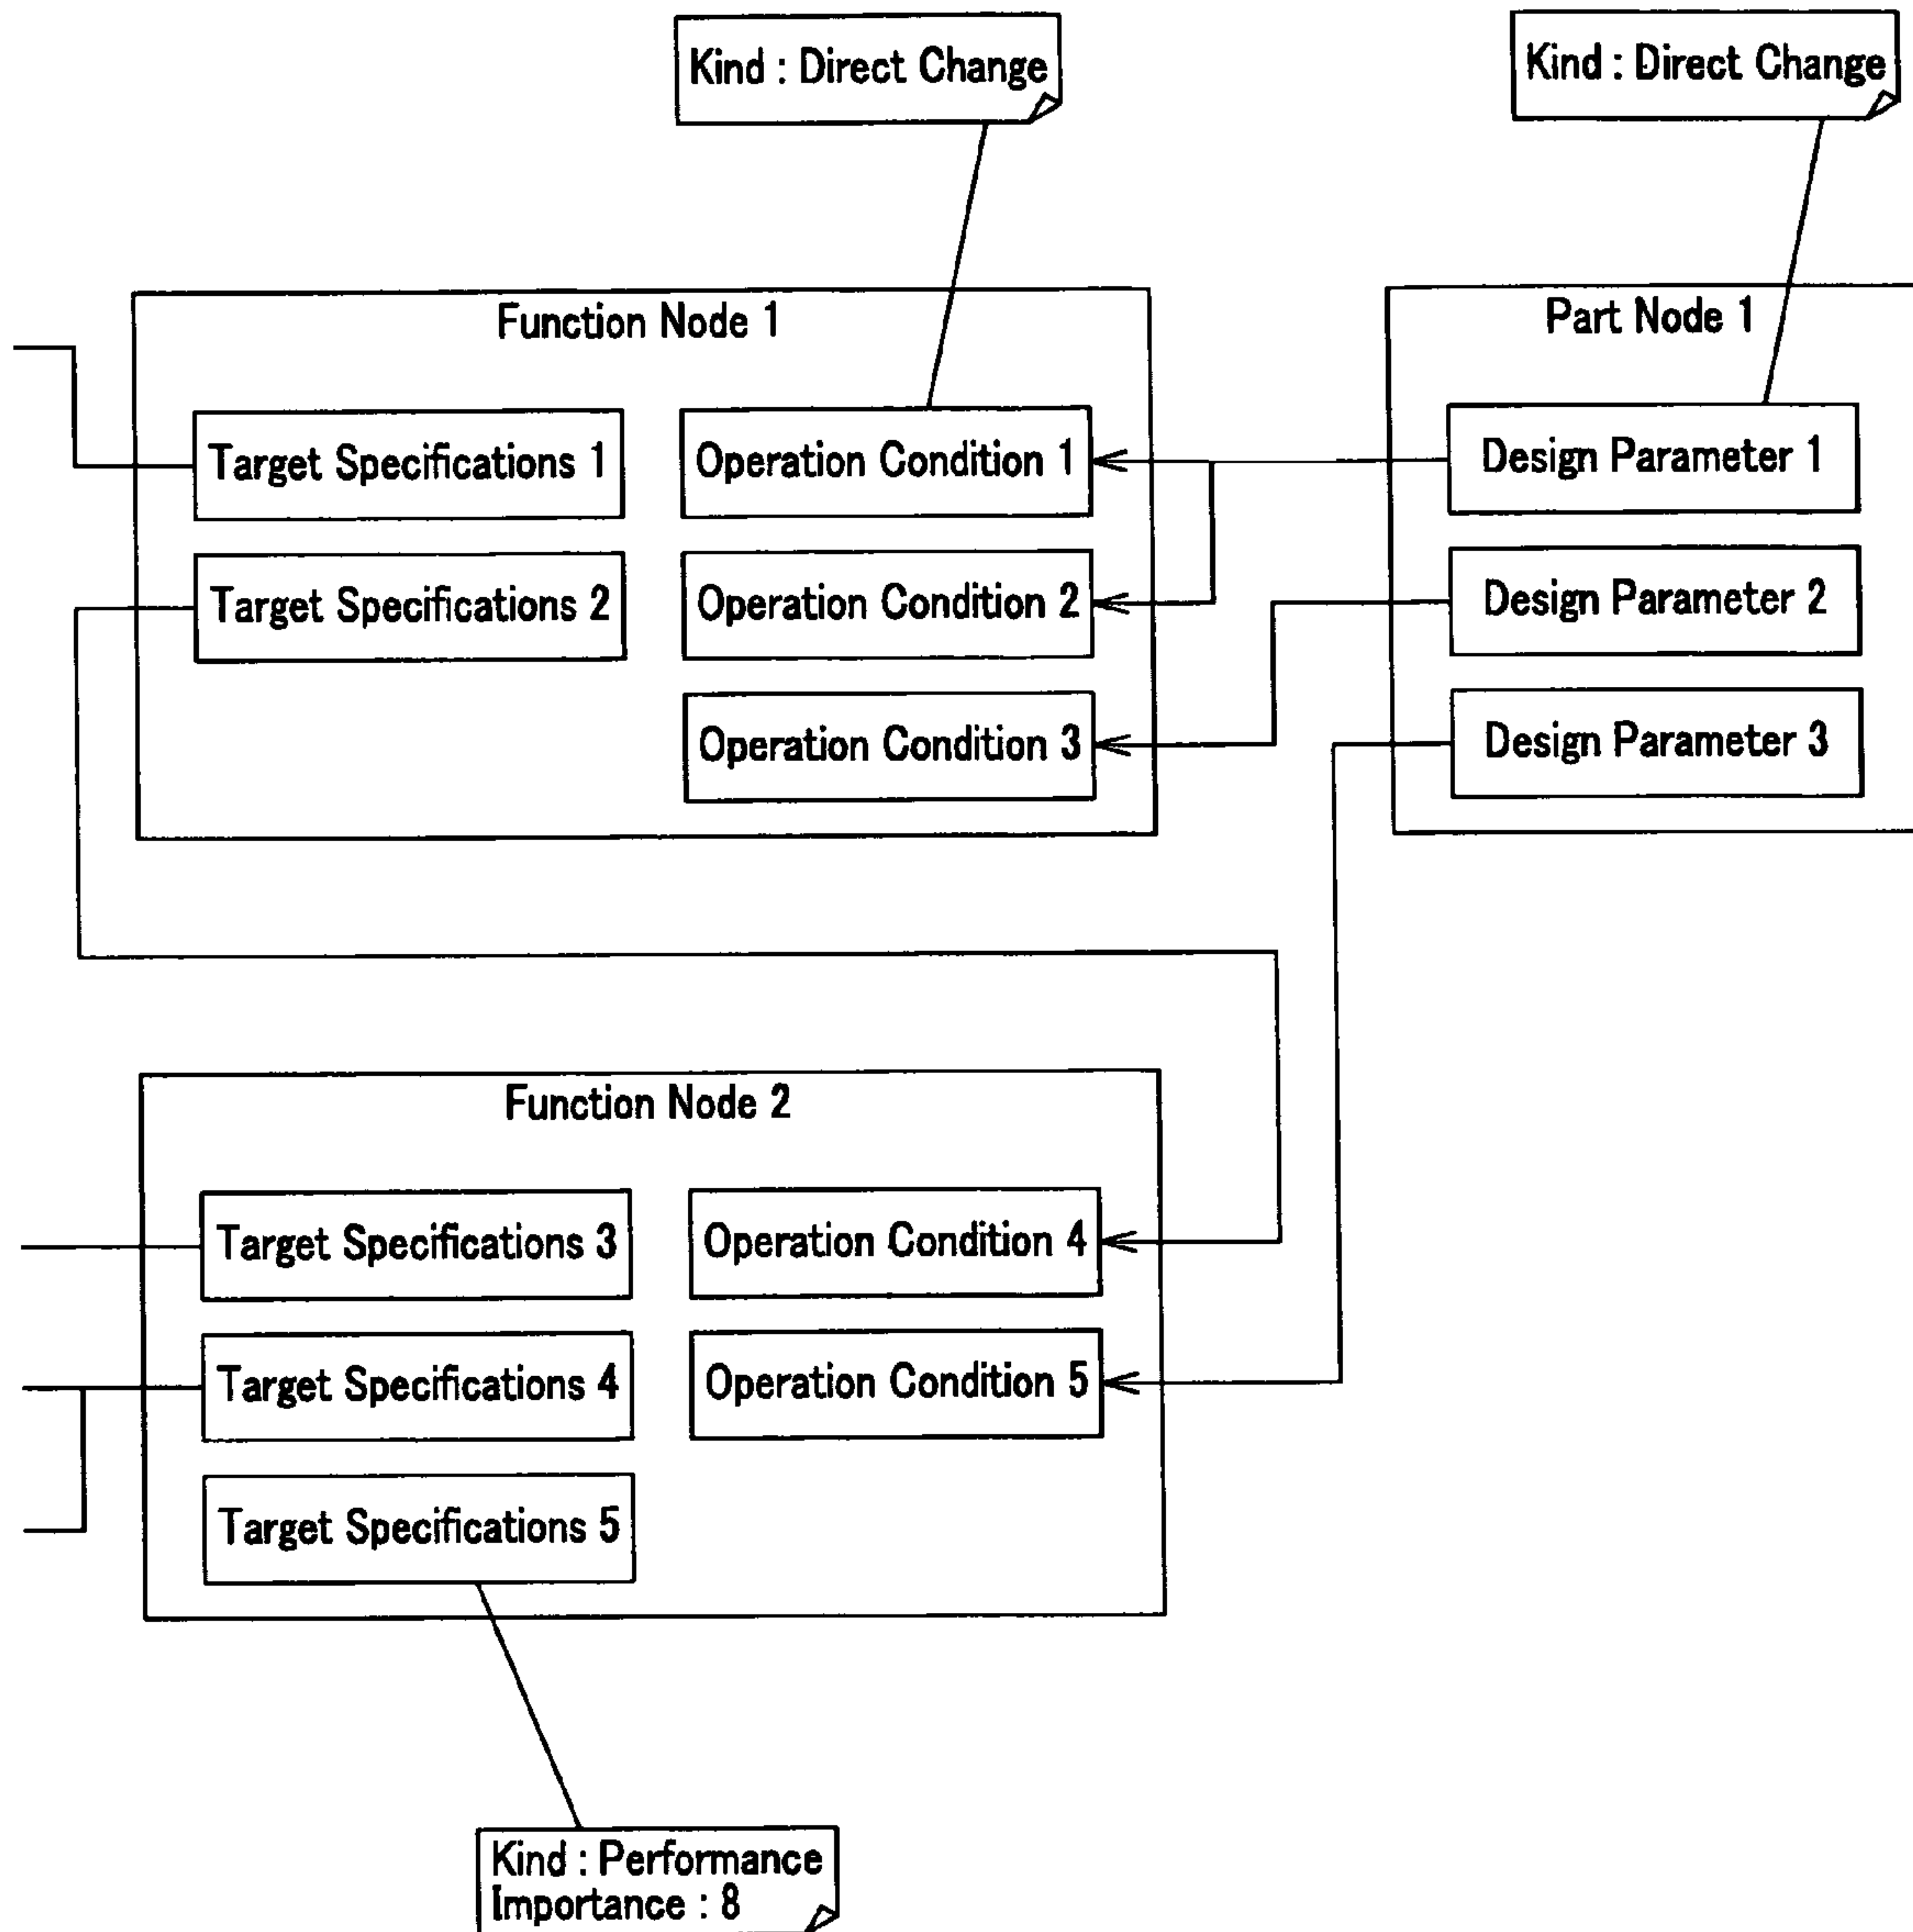 Kind : Direct Change
Kind : Direct Change
Function Node 1
Part Node 1
Target Specifications 1
Operation Condition 1
Design Parameter 1
Target Specifications 2
Operation Condition 2
Design Parameter 2
Operation Condition 3
Design Parameter 3
Function Node 2
Target Specifications 3
Operation Condition 4
Target Specifications 4
Operation Condition 5
Target Specifications 5
Kind : Performance
Importance : 8